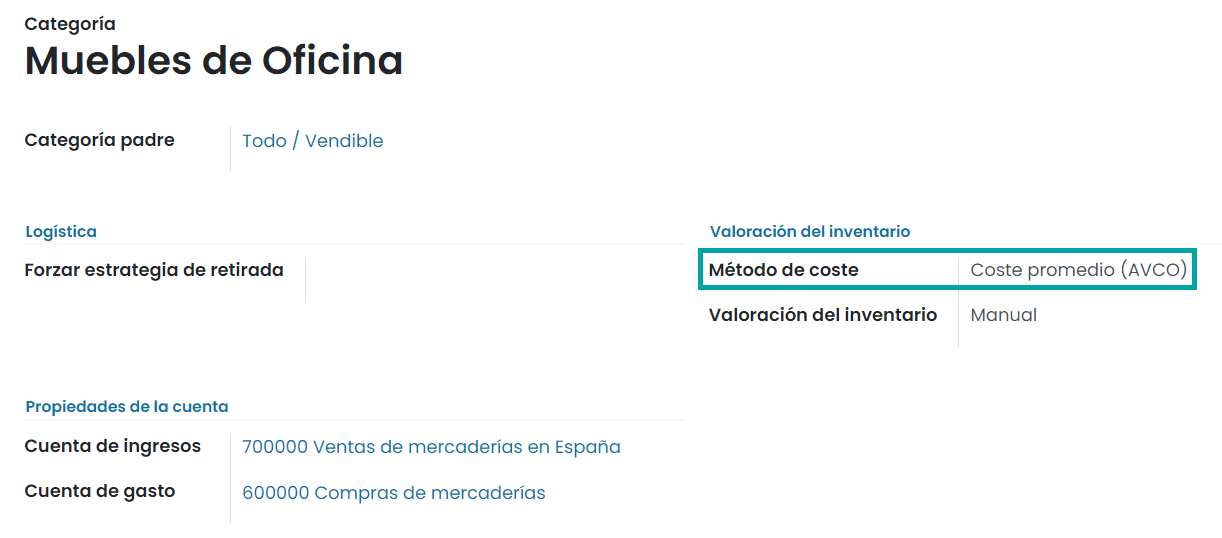 Categoría
Muebles de Oficina
Categoría padre Todo / Vendible
Logística
Forzar estrategia de retirada
Valoración del inventario
Método de coste Coste promedio (AVCO)
Valoración del inventario Manual
Propiedades de la cuenta
Cuenta de ingresos 700000 Ventas de mercaderías en España
Cuenta de gasto 600000 Compras de mercaderías